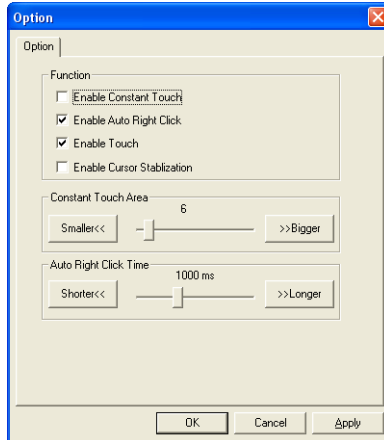 Option
Option
Function
Enable Constant Touch
Enable Auto Right Click
Enable Touch
Enable Cursor Stablization
Constant Touch Area
6
Smaller<< >>Bigger
Auto Right Click Time
1000 ms
Shorter<< >>Longer
OK Cancel Apply